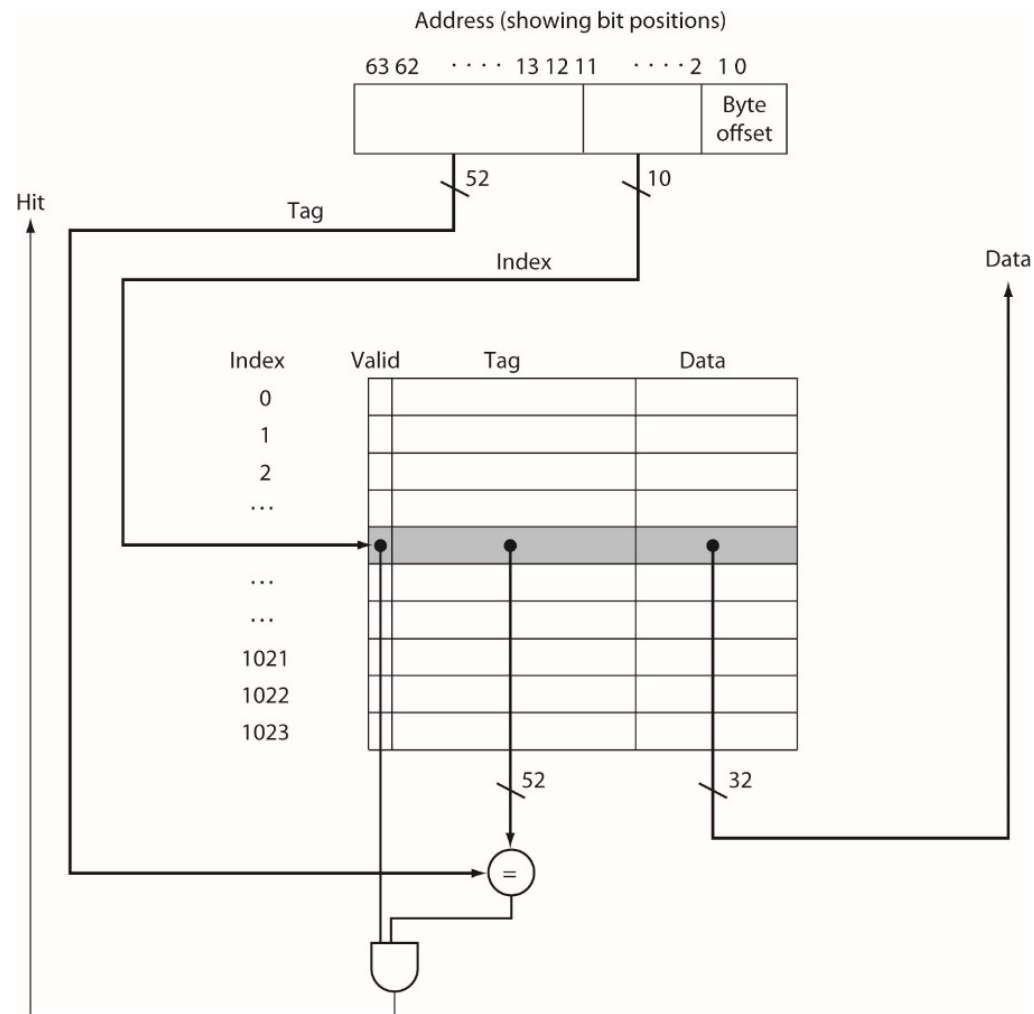 Address (showing bit positions)
63 62 · · · · 13 12 11 · · · · 2 1 0
Byte
offset
52
10
Hit
Tag
Index
Data
Index Valid Tag Data
0
1
2
...
...
...
1021
1022
1023
52
32
=